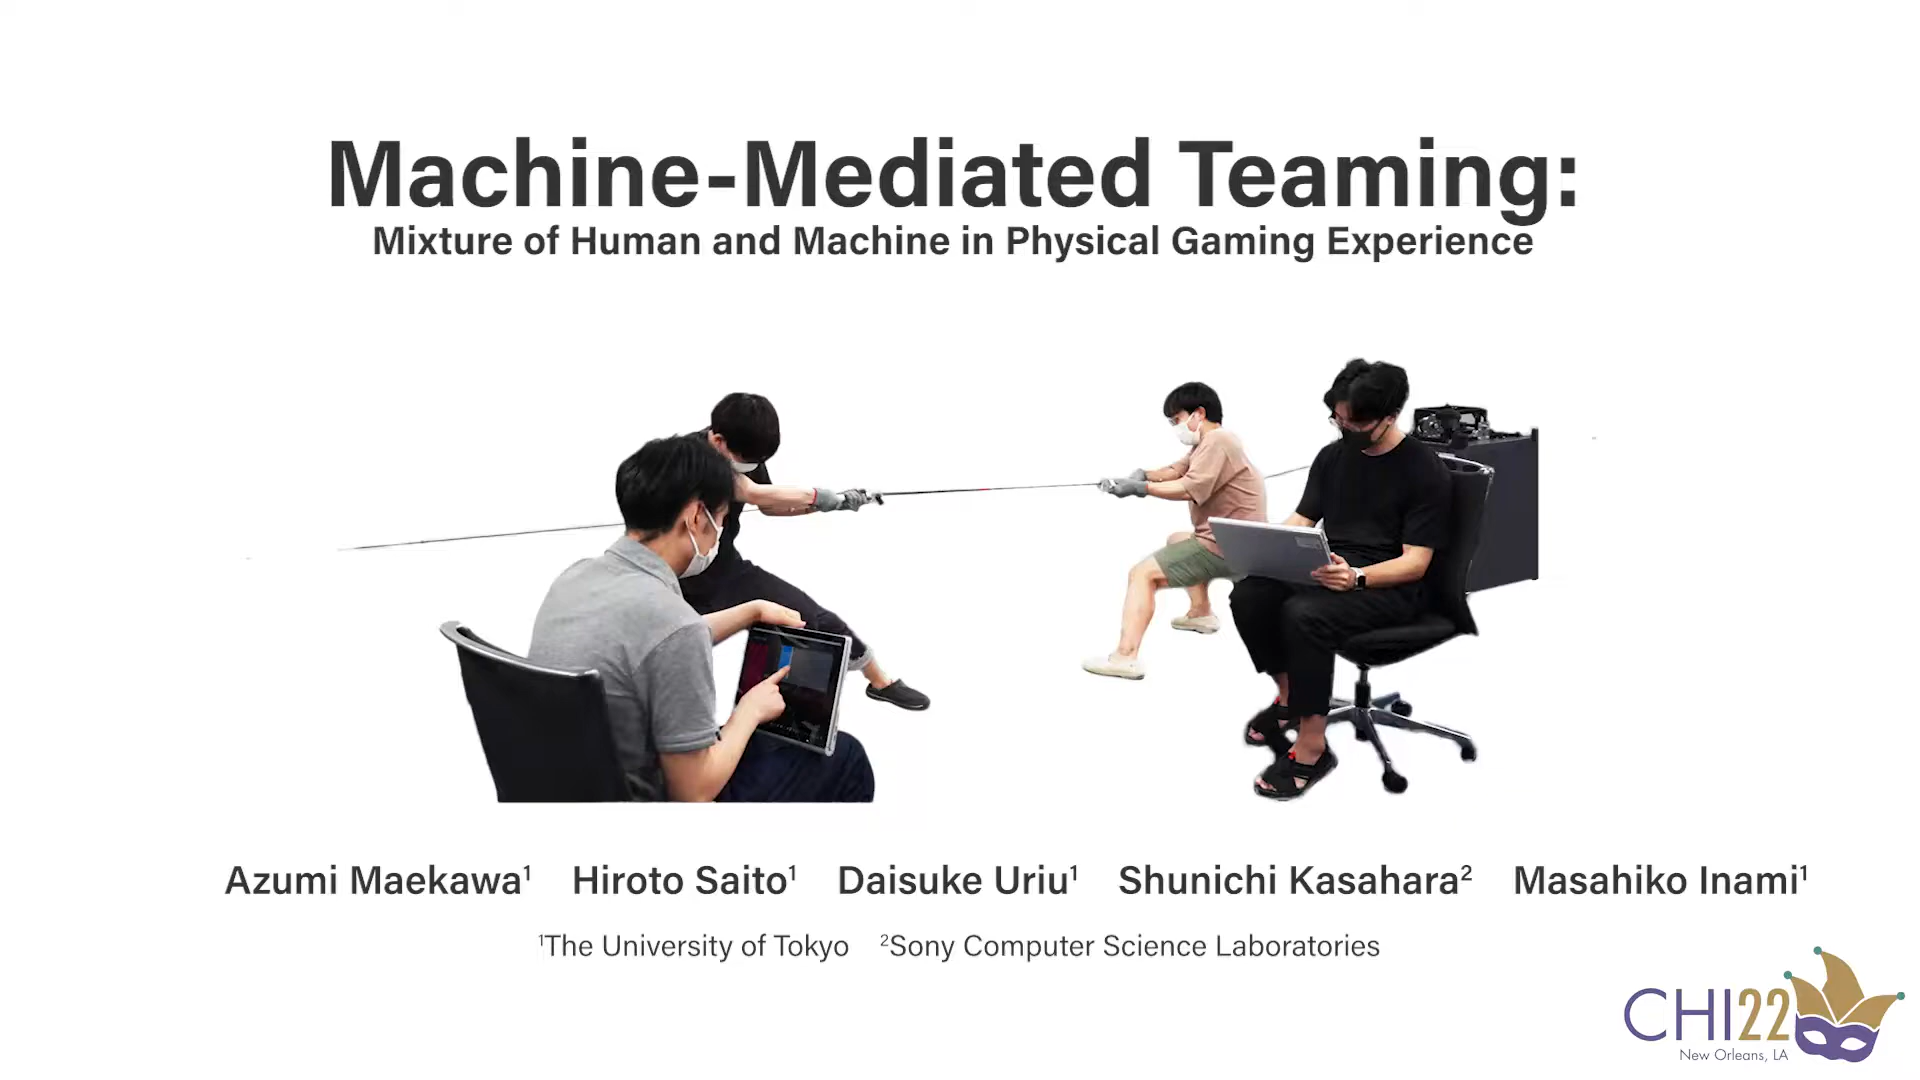 Machine-Mediated Teaming:
Mixture of Human and Machine in Physical Gaming Experience
Azumi Maekawa¹ Hiroto Saito¹ Daisuke Uriu¹ Shunichi Kasahara² Masahiko Inami¹
¹The University of Tokyo ²Sony Computer Science Laboratories
CHI22
New Orleans, LA